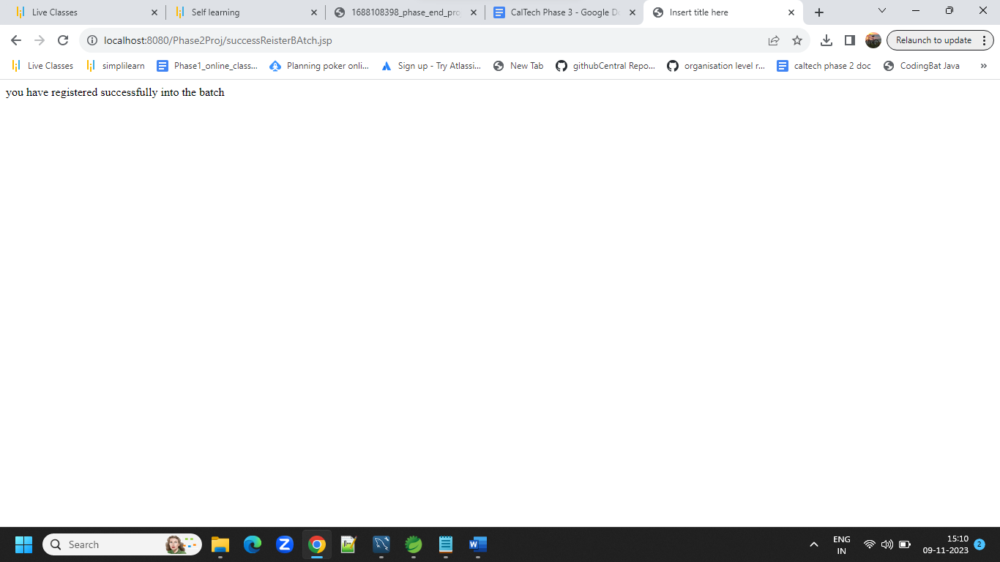 Live Classes
Self learning
1688108398_phase_end_pro
CalTech Phase 3 - Google Do
Insert title here
localhost:8080/Phase2Proj/successReisterBAtch.jsp
Relaunch to update
Live Classes
simplilearn
Phase1_online_class...
Planning poker onli...
Sign up - Try Atlassi...
New Tab
githubCentral Repo...
organisation level r...
caltech phase 2 doc
CodingBat Java
»
you have registered successfully into the batch
Search
ENG
IN
15:10
09-11-2023
2